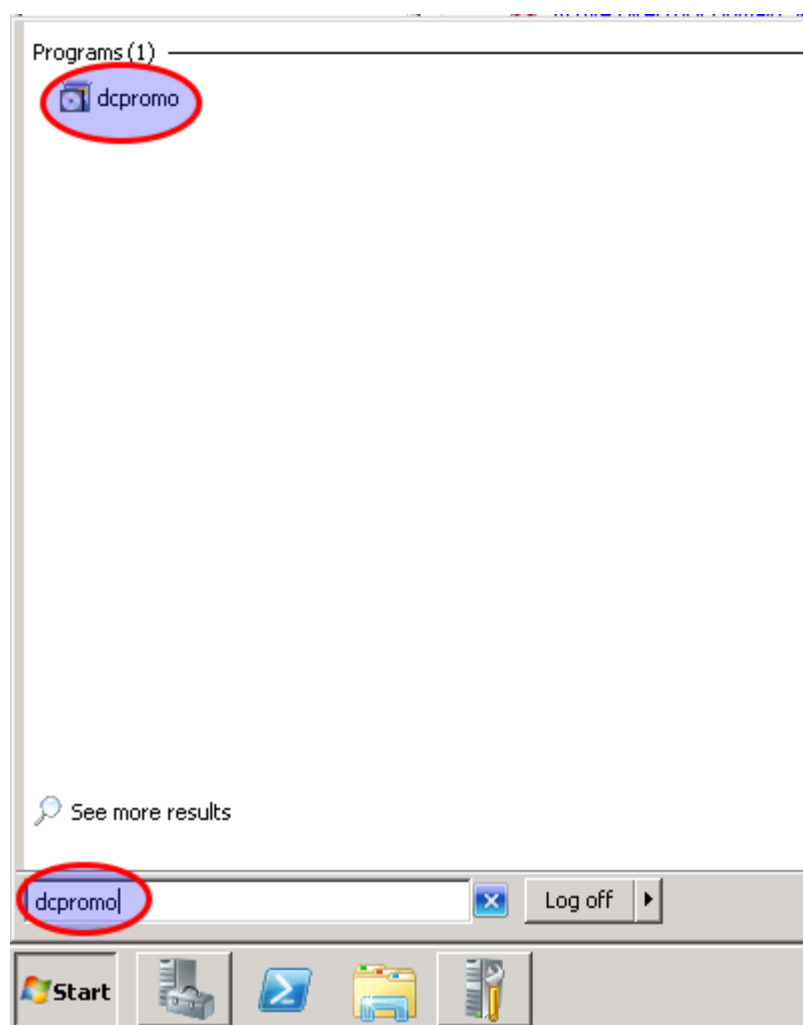 Programs (1)
dcpromo
See more results
dcpromo
Log off
Start